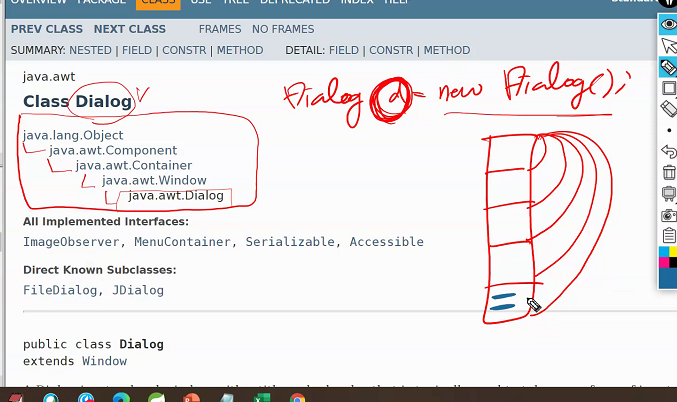 OVERVIEW PACKAGE CLASS USE TREE DEPRECATED INDEX HELP
PREV CLASS NEXT CLASS FRAMES NO FRAMES
SUMMARY: NESTED | FIELD | CONSTR | METHOD DETAIL: FIELD | CONSTR | METHOD
java.awt
Class Dialog
Dialog d = new Dialog();
java.lang.Object
java.awt.Component
java.awt.Container
java.awt.Window
java.awt.Dialog
All Implemented Interfaces:
ImageObserver, MenuContainer, Serializable, Accessible
Direct Known Subclasses:
FileDialog, JDialog
public class Dialog
extends Window